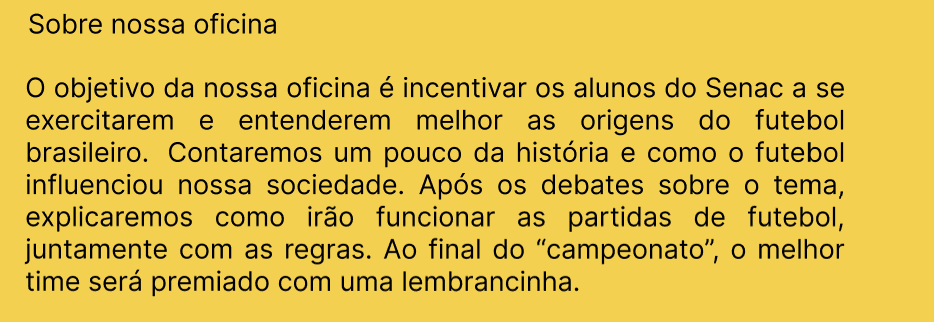 Sobre nossa oficina
O objetivo da nossa oficina é incentivar os alunos do Senac a se
exercitarem e entenderem melhor as origens do futebol
brasileiro. Contaremos um pouco da história e como o futebol
influenciou nossa sociedade. Após os debates sobre o tema,
explicaremos como irão funcionar as partidas de futebol,
juntamente com as regras. Ao final do “campeonato”, o melhor
time será premiado com uma lembrancinha.